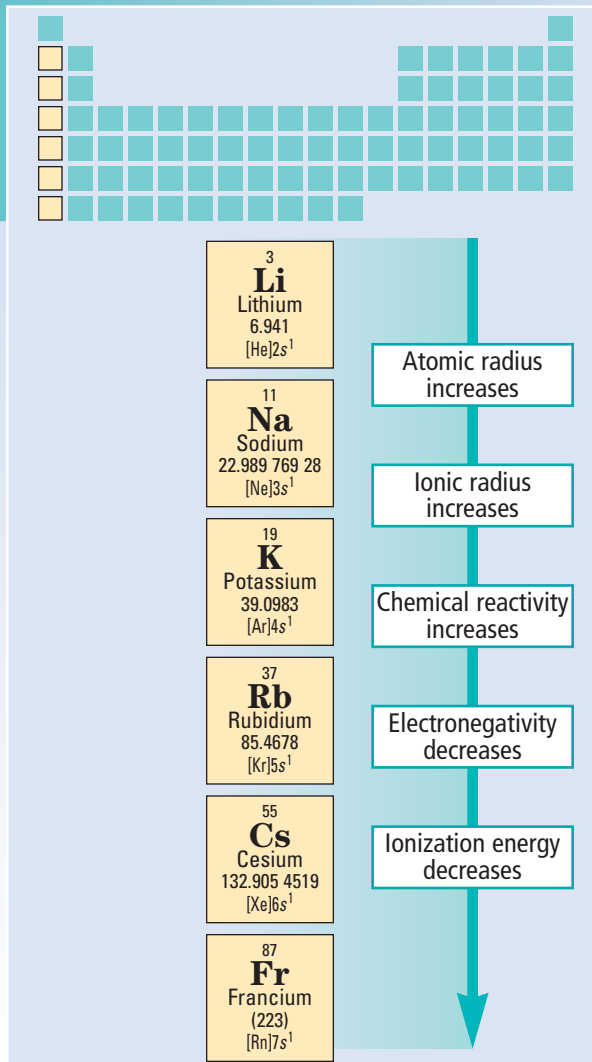 3
Li
Lithium
6.941
[He]2s¹
11
Na
Sodium
22.989 769 28
[Ne]3s¹
19
K
Potassium
39.0983
[Ar]4s¹
37
Rb
Rubidium
85.4678
[Kr]5s¹
55
Cs
Cesium
132.905 4519
[Xe]6s¹
87
Fr
Francium
(223)
[Rn]7s¹
Atomic radius
increases
Ionic radius
increases
Chemical reactivity
increases
Electronegativity
decreases
Ionization energy
decreases